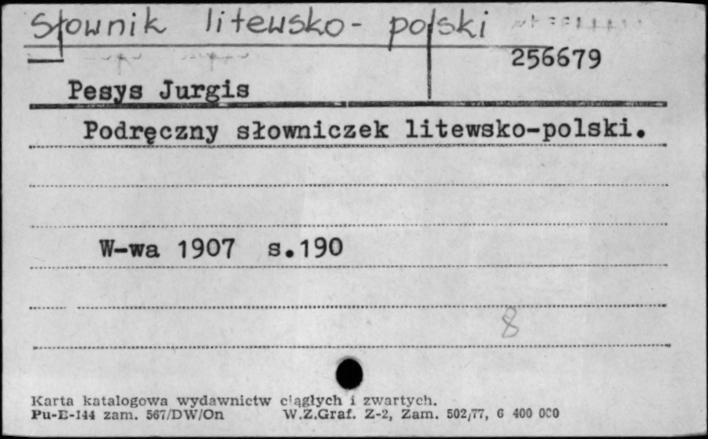 Słownik litewsko-polski
256679
Pesys Jurgis
Podręczny słowniczek litewsko-polski.
W-wa 1907 s.190
8
Karta katalogowa wydawnictw ciągłych i zwartych.
Pu-E-144 zam. 567/DW/On W.Z.Graf. Z-2, Zam. 502/77, 6 400 000